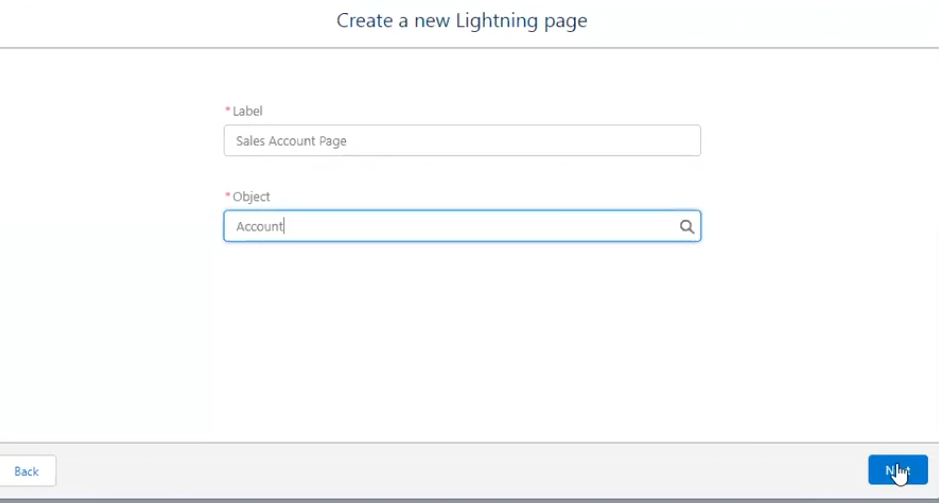 Create a new Lightning page
* Label
Sales Account Page
* Object
Account
Back